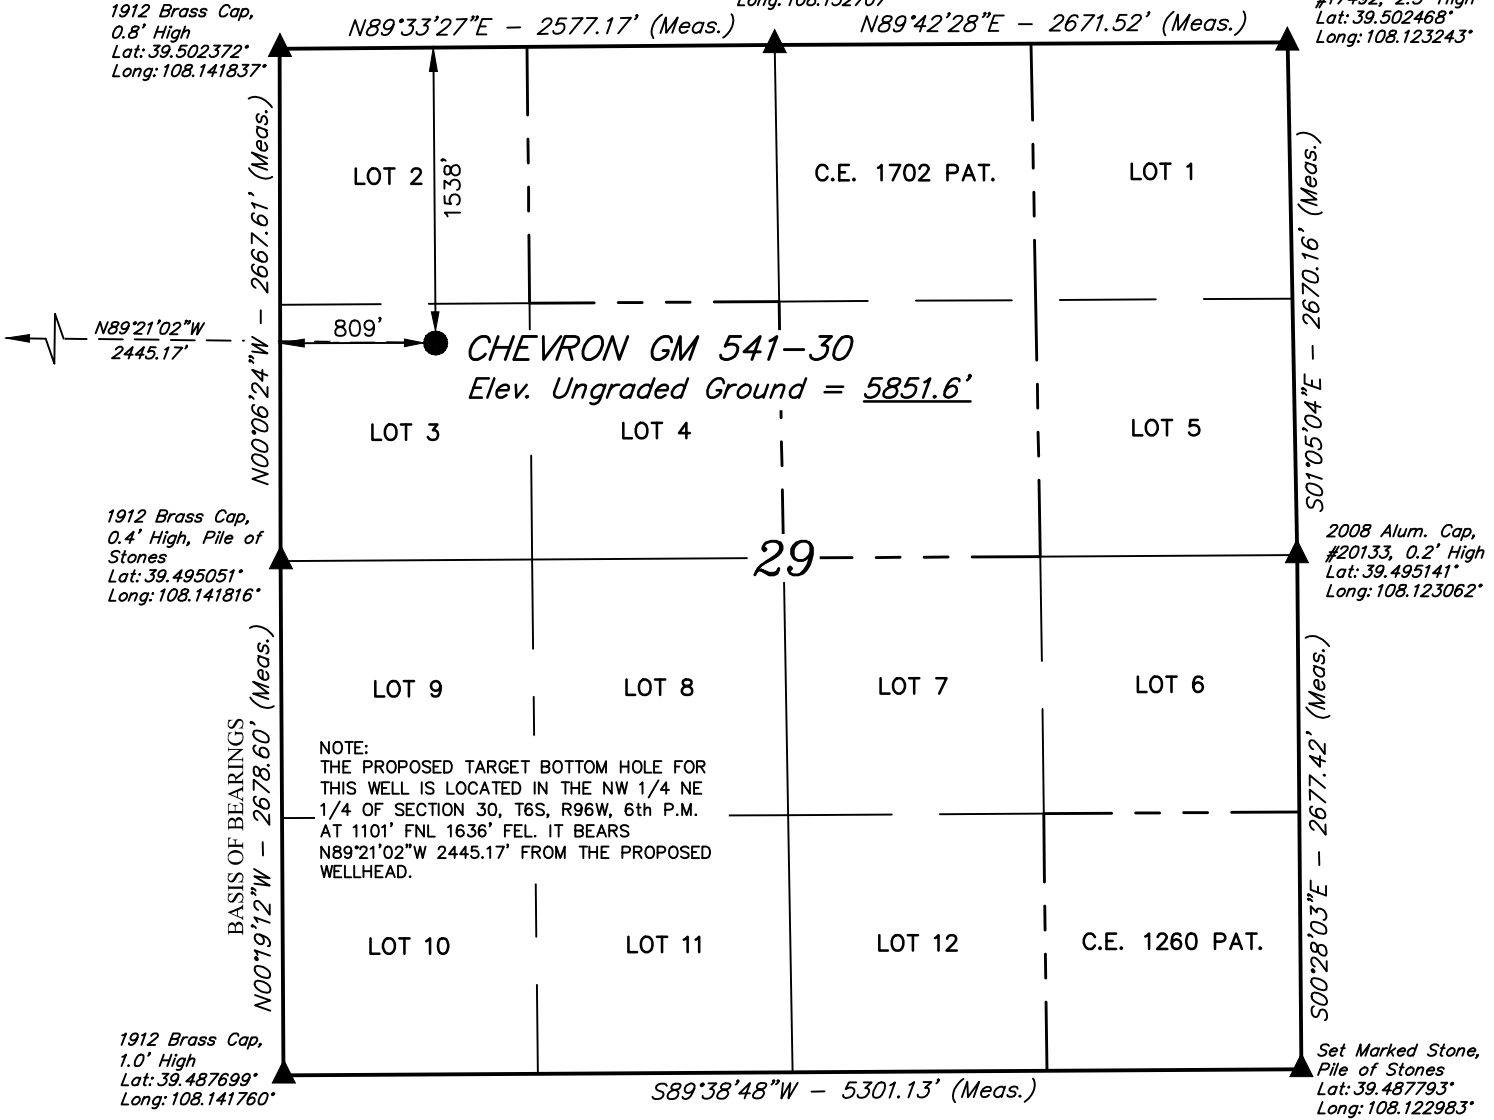 1912 Brass Cap,
0.8' High
Lat: 39.502372°
Long: 108.141837°
N89°33'27"E - 2577.17' (Meas.)
N89°42'28"E - 2671.52' (Meas.)
Lat: 39.502468°
Long: 108.123243°
N00°06'24"W - 2667.61' (Meas.)
LOT 2
1538'
C.E. 1702 PAT.
LOT 1
S01°05'04"E - 2670.16' (Meas.)
N89°21'02"W
2445.17'
809'
CHEVRON GM 541-30
Elev. Ungraded Ground = 5851.6'
LOT 3
LOT 4
LOT 5
1912 Brass Cap,
0.4' High, Pile of
Stones
Lat: 39.495051°
Long: 108.141816°
29
2008 Alum. Cap,
#20133, 0.2' High
Lat: 39.495141°
Long: 108.123062°
BASIS OF BEARINGS
N00°19'12"W - 2678.60' (Meas.)
LOT 9
LOT 8
LOT 7
LOT 6
S00°28'03"E - 2677.42' (Meas.)
NOTE:
THE PROPOSED TARGET BOTTOM HOLE FOR
THIS WELL IS LOCATED IN THE NW 1/4 NE
1/4 OF SECTION 30, T6S, R96W, 6th P.M.
AT 1101' FNL 1636' FEL. IT BEARS
N89°21'02"W 2445.17' FROM THE PROPOSED
WELLHEAD.
LOT 10
LOT 11
LOT 12
C.E. 1260 PAT.
1912 Brass Cap,
1.0' High
Lat: 39.487699°
Long: 108.141760°
S89°38'48"W - 5301.13' (Meas.)
Set Marked Stone,
Pile of Stones
Lat: 39.487793°
Long: 108.122983°